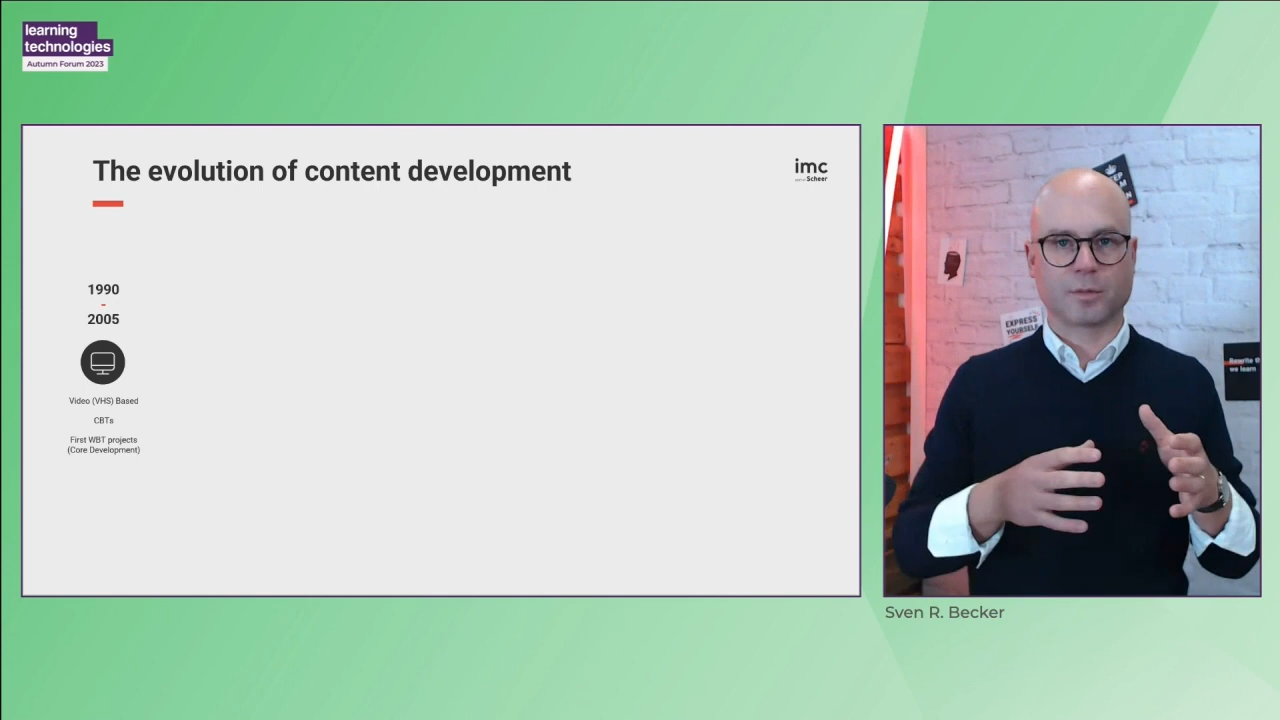 learning
technologies
Autumn Forum 2023
The evolution of content development
imc
Scheer
1990
-
2005
Video (VHS) Based
CBTs
First WBT projects
(Core Development)
EXPRESS
YOURSELF
we learn
Sven R. Becker